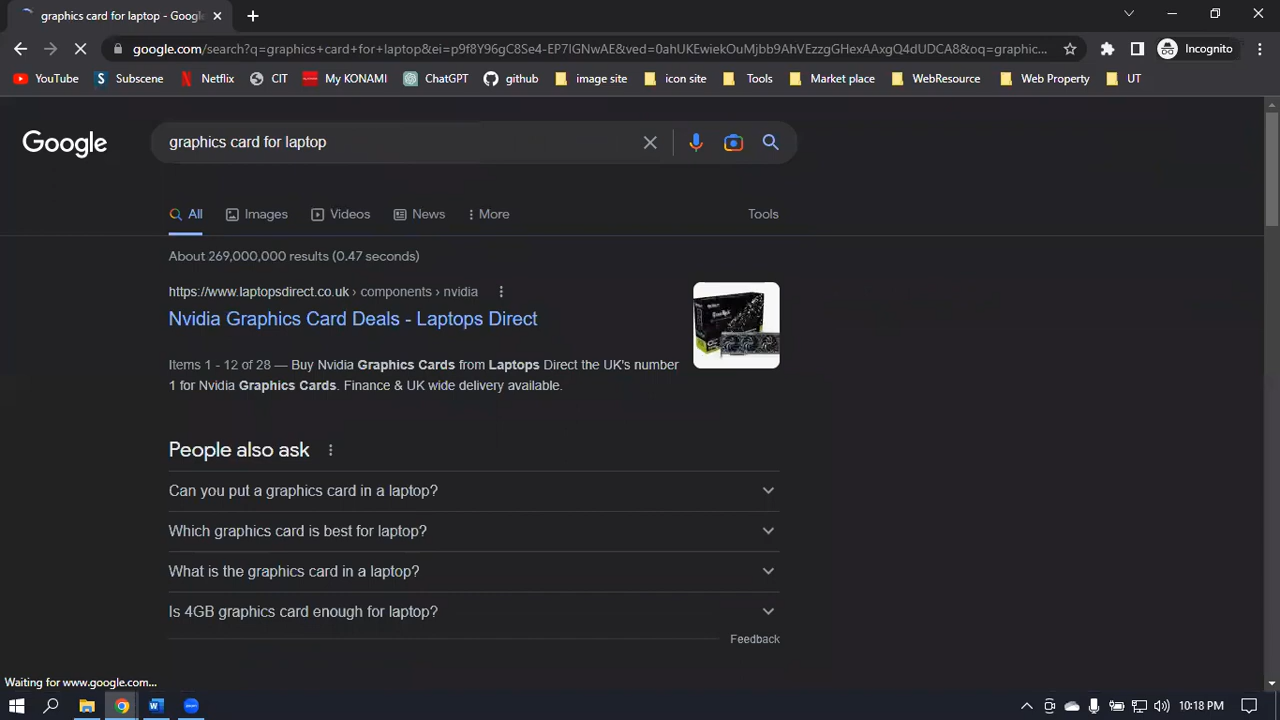 graphics card for laptop - Goog
google.com/search?q=graphics+card+for+laptop&ei=p9f8Y96gC8Se4-EP7IGNwAE&ved=0ahUKEwiekOuMjbb9AhVEzzgGHexAAxgQ4dUDCA8&oq=graphic...
Incognito
YouTube Subscene Netflix CIT My KONAMI ChatGPT github image site icon site Tools Market place WebResource Web Property UT
Google
graphics card for laptop
All Images Videos News More Tools
About 269,000,000 results (0.47 seconds)
https://www.laptopsdirect.co.uk › components › nvidia
Nvidia Graphics Card Deals - Laptops Direct
Items 1 - 12 of 28 — Buy Nvidia Graphics Cards from Laptops Direct the UK's number
1 for Nvidia Graphics Cards. Finance & UK wide delivery available.
People also ask
Can you put a graphics card in a laptop?
Which graphics card is best for laptop?
What is the graphics card in a laptop?
Is 4GB graphics card enough for laptop?
Feedback
Waiting for www.google.com...
10:18 PM